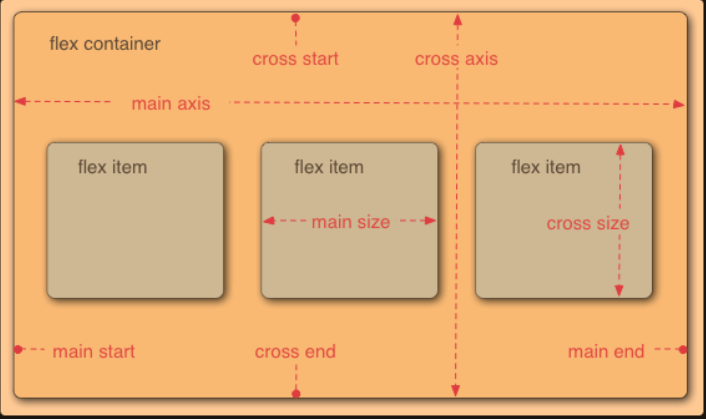 flex container
cross start
cross axis
main axis
flex item
flex item
flex item
main size
cross size
main start
cross end
main end